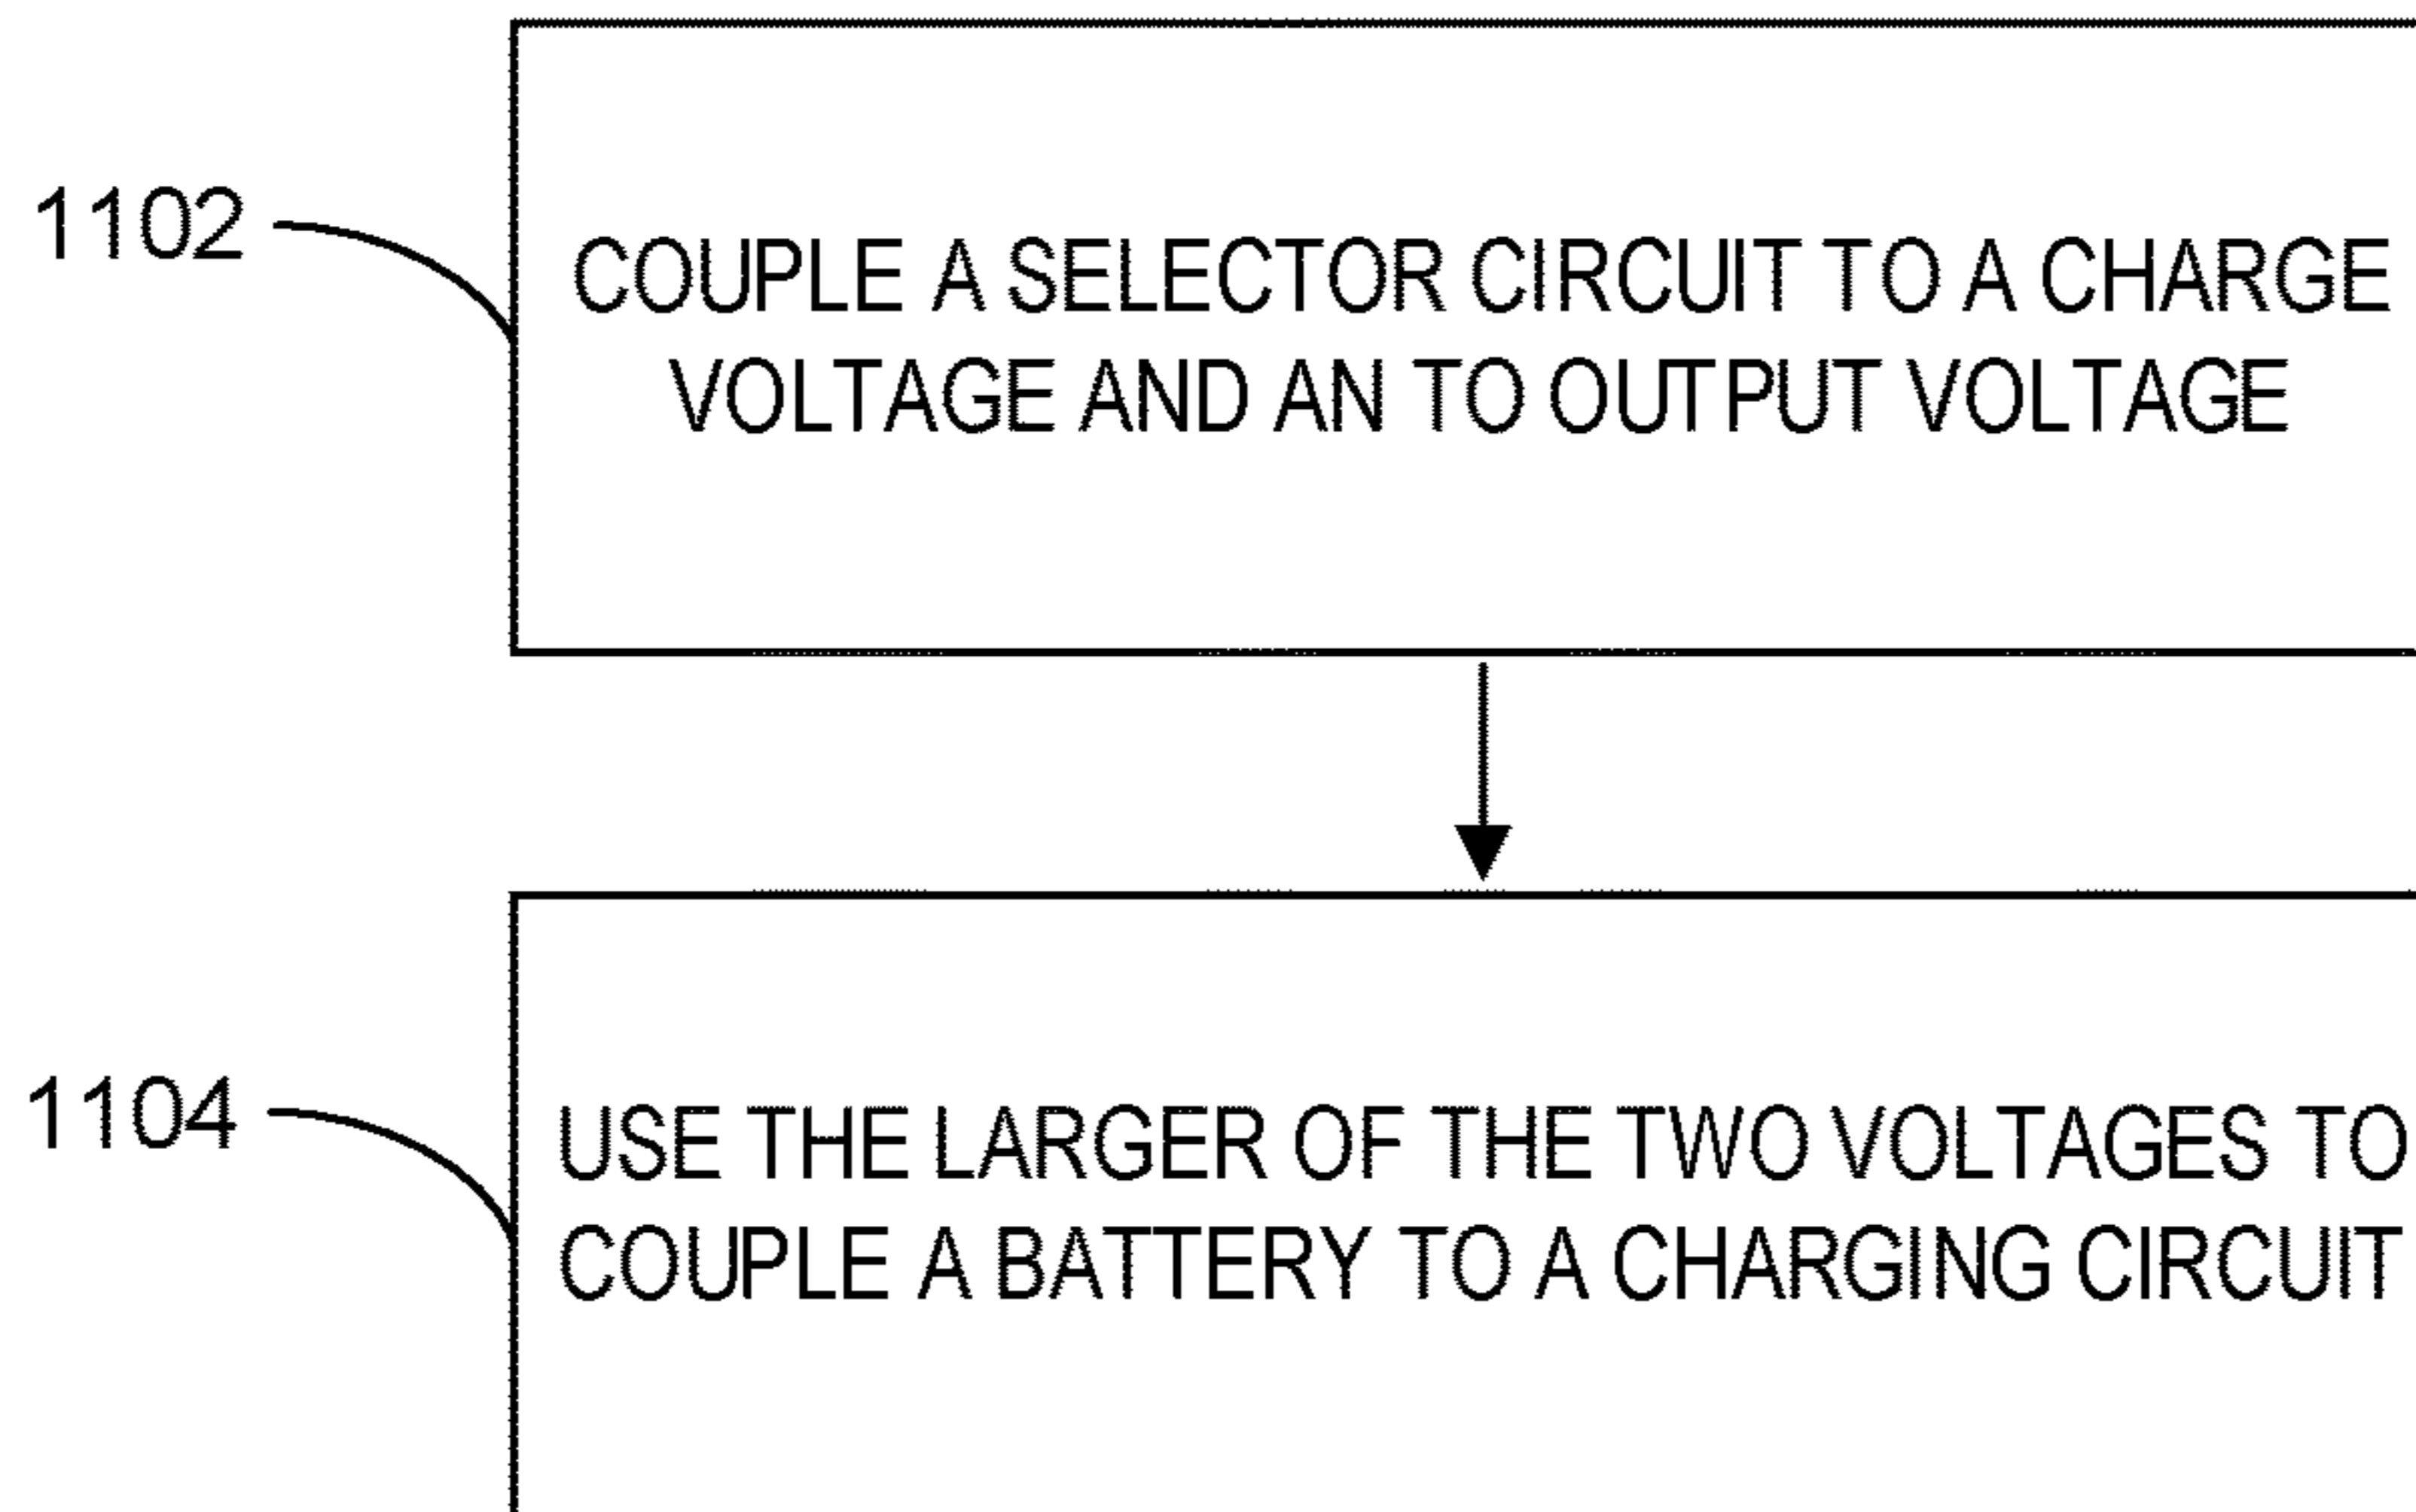 1102
COUPLE A SELECTOR CIRCUIT TO A CHARGE
VOLTAGE AND AN TO OUTPUT VOLTAGE
1104
USE THE LARGER OF THE TWO VOLTAGES TO
COUPLE A BATTERY TO A CHARGING CIRCUIT